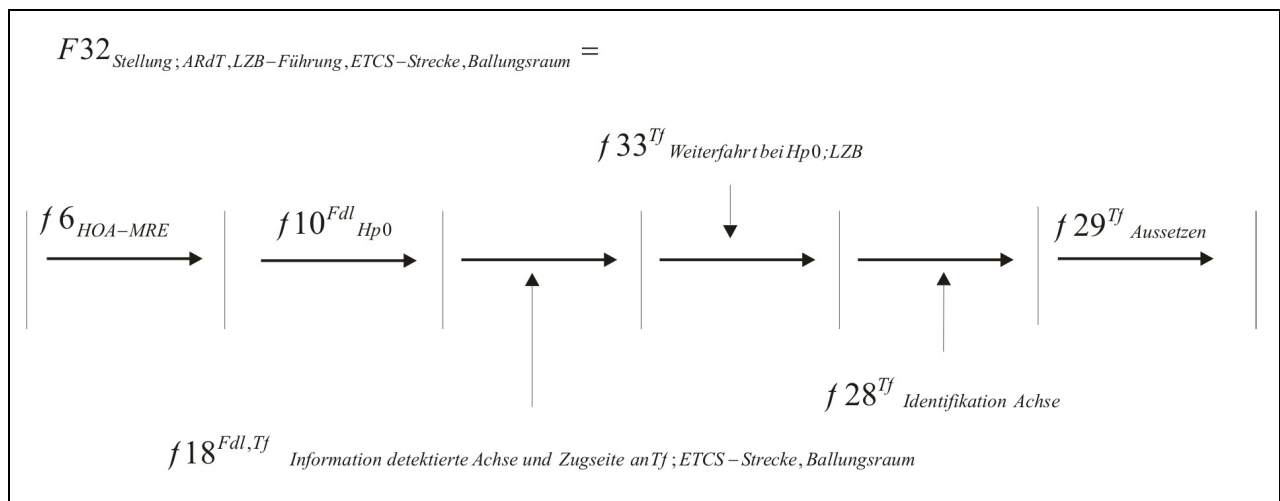 F32 Stellung; ARdT, LZB–Führung, ETCS–Strecke, Ballungsraum =
f33 Tf Weiterfahrt bei Hp0; LZB
f6 HOA–MRE
f10 Fdl Hp0
f29 Tf Aussetzen
f28 Tf Identifikation Achse
f18 Fdl,Tf Information detektierte Achse und Zugseite an Tf ; ETCS – Strecke, Ballungsraum